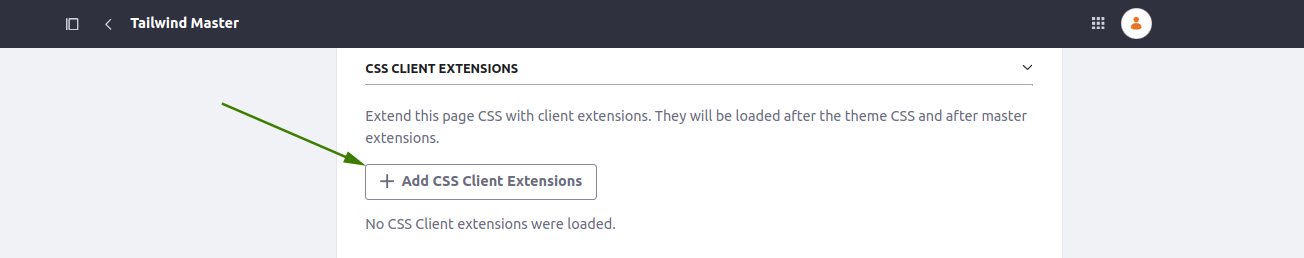 Tailwind Master
CSS CLIENT EXTENSIONS
Extend this page CSS with client extensions. They will be loaded after the theme CSS and after master
extensions.
Add CSS Client Extensions
No CSS Client extensions were loaded.